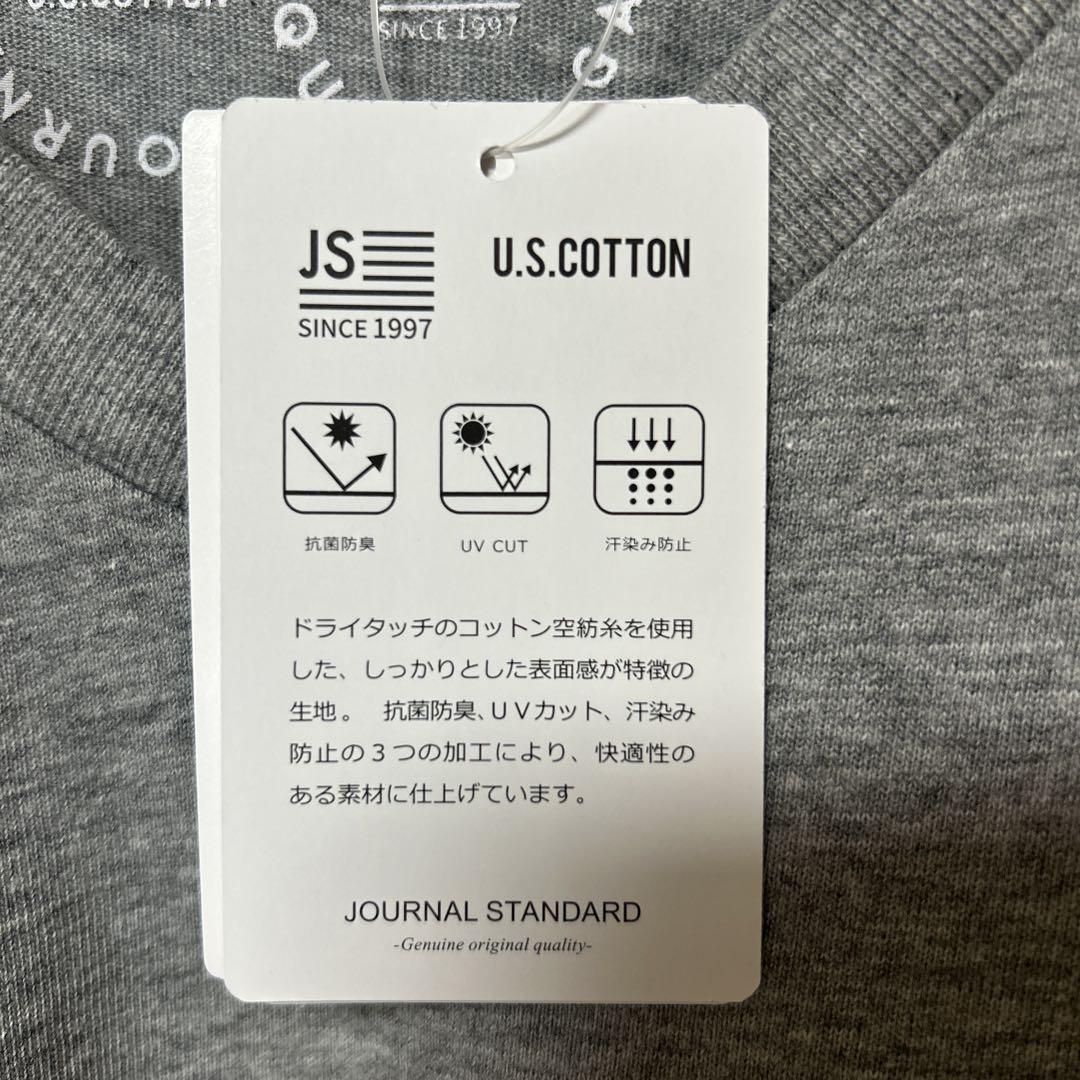 U.S.COTTON
SINCE 1997
JS
SINCE 1997
U.S.COTTON
抗菌防臭
UV CUT
汗染み防止
ドライタッチのコットン空紡糸を使用
した、しっかりとした表面感が特徴の
生地。 抗菌防臭、UVカット、汗染み
防止の3つの加工により、快適性の
ある素材に仕上げています。
JOURNAL STANDARD
-Genuine original quality-